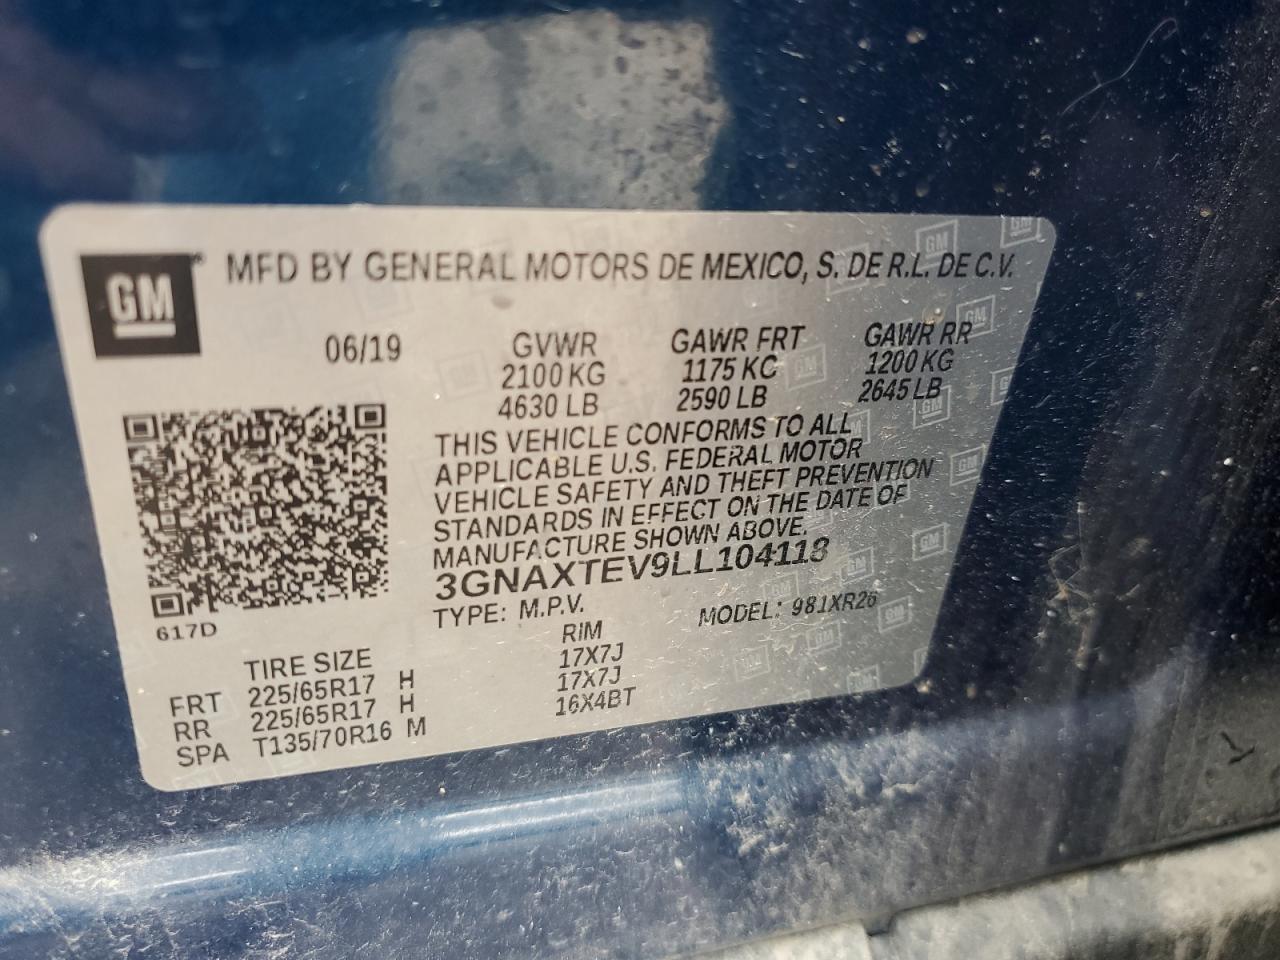 GM
MFD BY GENERAL MOTORS DE MEXICO, S. DE R.L. DE C.V.
06/19 GVWR GAWR FRT GAWR RR
2100 KG 1175 KG 1200 KG
4630 LB 2590 LB 2645 LB
THIS VEHICLE CONFORMS TO ALL
APPLICABLE U.S. FEDERAL MOTOR
VEHICLE SAFETY AND THEFT PREVENTION
STANDARDS IN EFFECT ON THE DATE OF
MANUFACTURE SHOWN ABOVE.
3GNAXTEV9LL104118
TYPE: M.P.V. MODEL: 981XR26
617D
TIRE SIZE RIM
FRT 225/65R17 H 17X7J
RR 225/65R17 H 17X7J
SPA T135/70R16 M 16X4BT